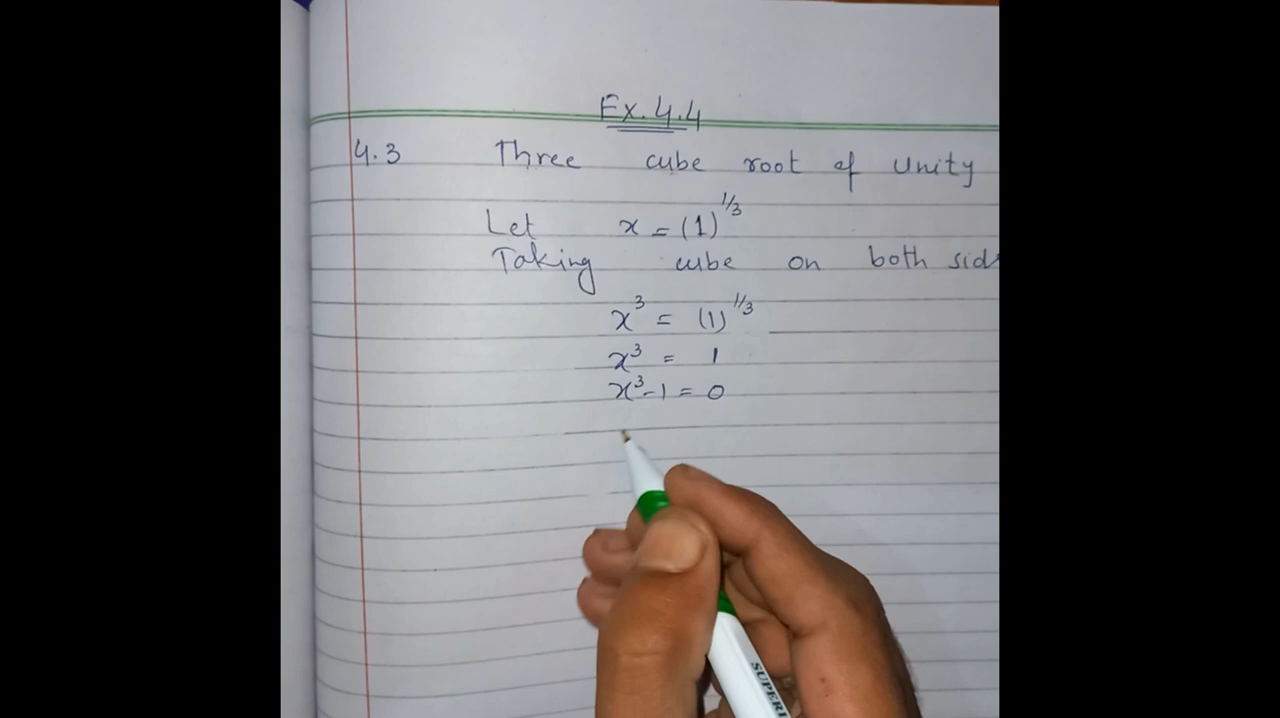 Ex.4.4
4.3 Three cube root of Unity
Let x = (1)^1/3
Taking cube on both sid
x^3 = (1)^1/3
x^3 = 1
x^3-1 = 0
SUPERI